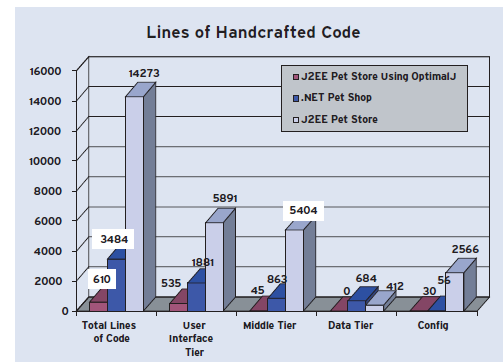 Lines of Handcrafted Code
J2EE Pet Store Using OptimalJ
.NET Pet Shop
J2EE Pet Store
16000
14000
12000
10000
8000
6000
4000
2000
0
610
3484
14273
535
1881
5891
45
863
5404
0
684
412
30
56
2566
Total Lines
of Code
User
Interface
Tier
Middle Tier
Data Tier
Config